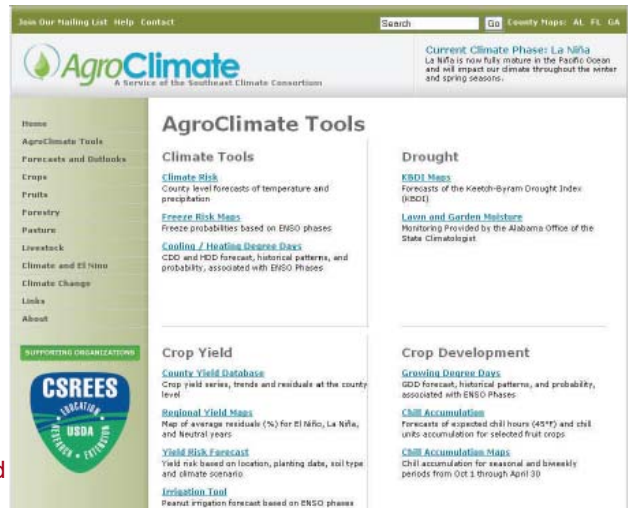 Join Our Mailing List Help Contact
Search Go County Maps: AL FL GA
AgroClimate
A Service of the Southeast Climate Consortium
Current Climate Phase: La Niña
La Niña is now fully mature in the Pacific Ocean
and will impact our climate throughout the winter
and spring seasons.
Home
AgroClimate Tools
Forecasts and Outlooks
Crops
Fruits
Forestry
Pasture
Livestock
Climate and El Nino
Climate Change
Links
About
SUPPORTING ORGANIZATIONS
CSREES
EDUCATION
USDA
RESEARCH EXTENSION
AgroClimate Tools
Climate Tools
Climate Risk
County level forecasts of temperature and
precipitation
Freeze Risk Maps
Freeze probabilities based on ENSO phases
Cooling / Heating Degree Days
CDD and HDD forecast, historical patterns, and
probability, associated with ENSO Phases
Drought
KBDI Maps
Forecasts of the Keetch-Byram Drought Index
(KBDI)
Lawn and Garden Moisture
Monitoring Provided by the Alabama Office of the
State Climatologist
Crop Yield
County Yield Database
Crop yield series, trends and residuals at the county
level
Regional Yield Maps
Map of average residuals (%) for El Niño, La Niña,
and Neutral years
Yield Risk Forecast
Yield risk based on location, planting date, soil type
and climate scenario
Irrigation Tool
Peanut irrigation forecast based on ENSO phases
Crop Development
Growing Degree Days
GDD forecast, historical patterns, and probability,
associated with ENSO Phases
Chill Accumulation
Forecasts of expected chill hours (45°F) and chill
units accumulation for selected fruit crops
Chill Accumulation Maps
Chill accumulation for seasonal and biweekly
periods from Oct 1 through April 30